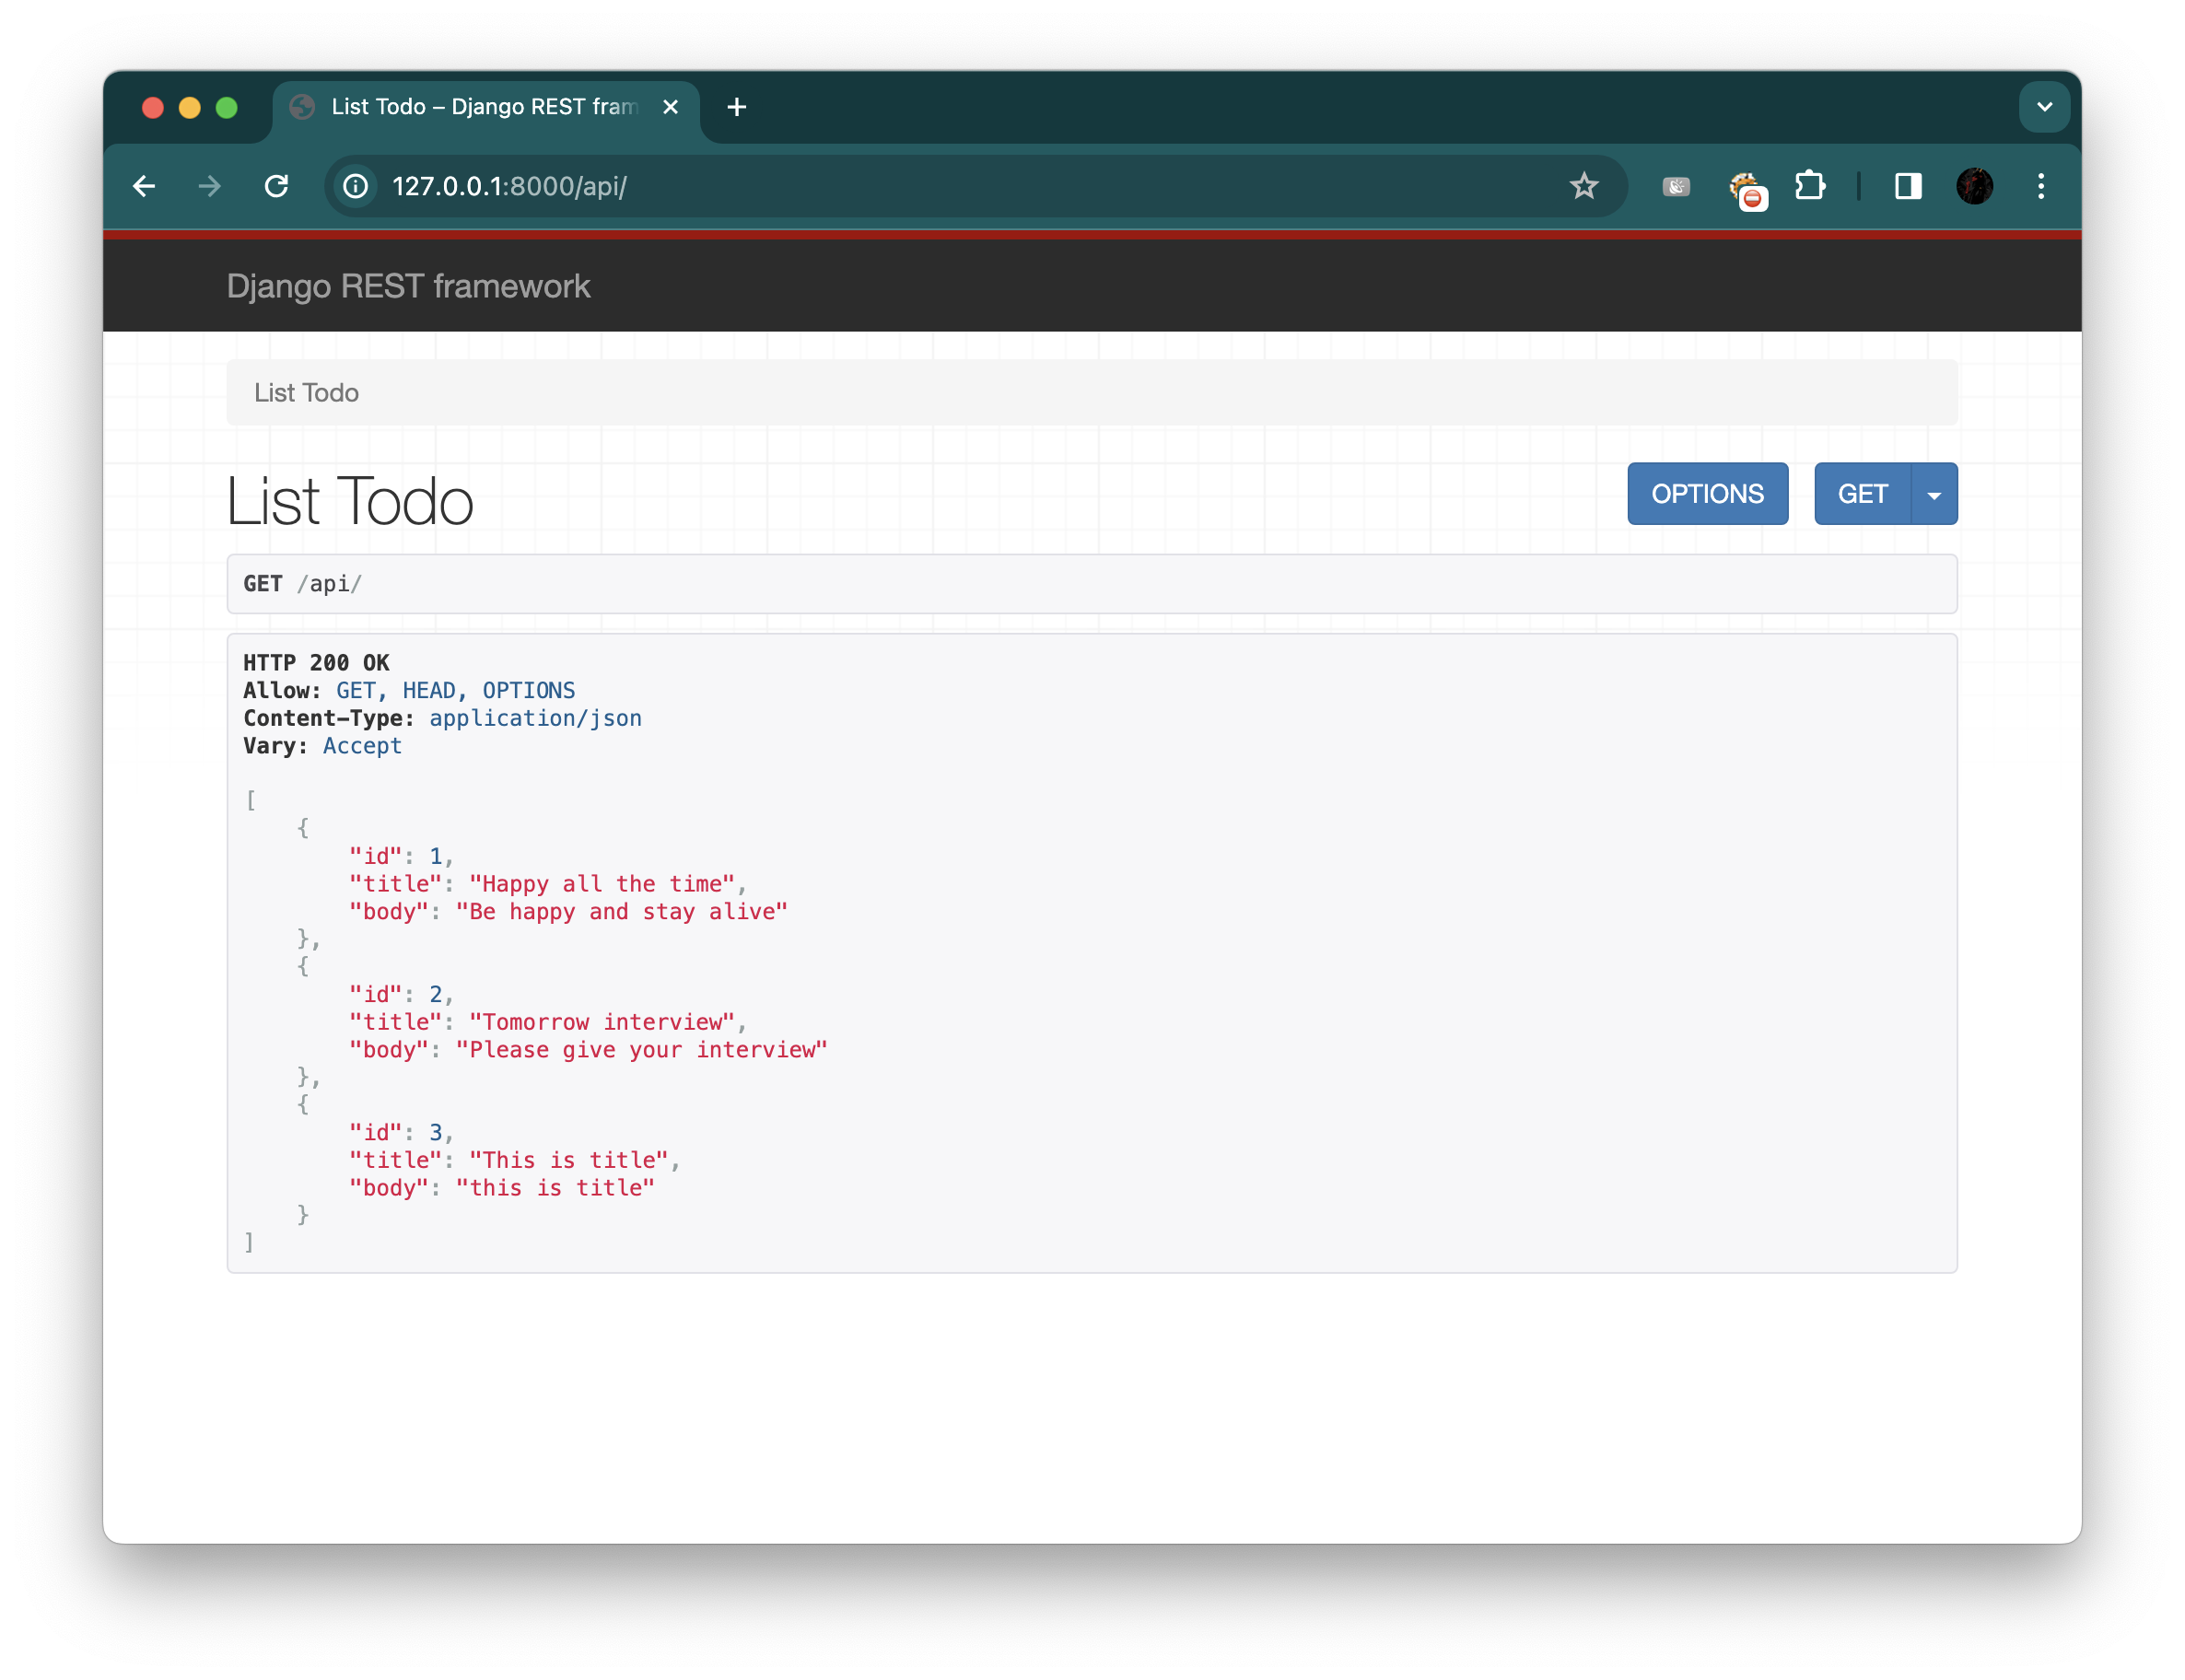 List Todo – Django REST fram
127.0.0.1:8000/api/
Django REST framework
List Todo
List Todo
OPTIONS
GET
GET /api/
HTTP 200 OK
Allow: GET, HEAD, OPTIONS
Content-Type: application/json
Vary: Accept
[
    {
        "id": 1,
        "title": "Happy all the time",
        "body": "Be happy and stay alive"
    },
    {
        "id": 2,
        "title": "Tomorrow interview",
        "body": "Please give your interview"
    },
    {
        "id": 3,
        "title": "This is title",
        "body": "this is title"
    }
]